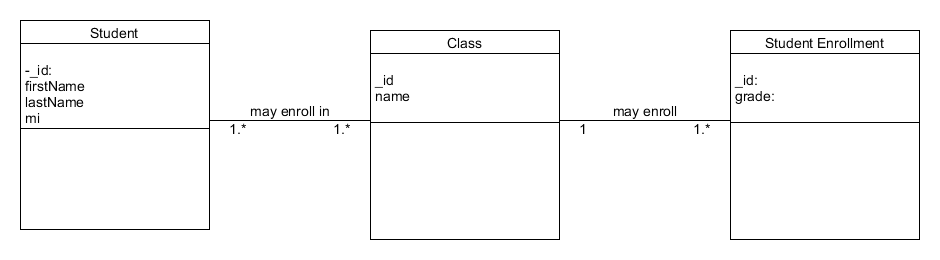 Student
-_id:
firstName
lastName
mi
may enroll in
1.*
1.*
Class
_id
name
may enroll
1
1.*
Student Enrollment
_id:
grade: